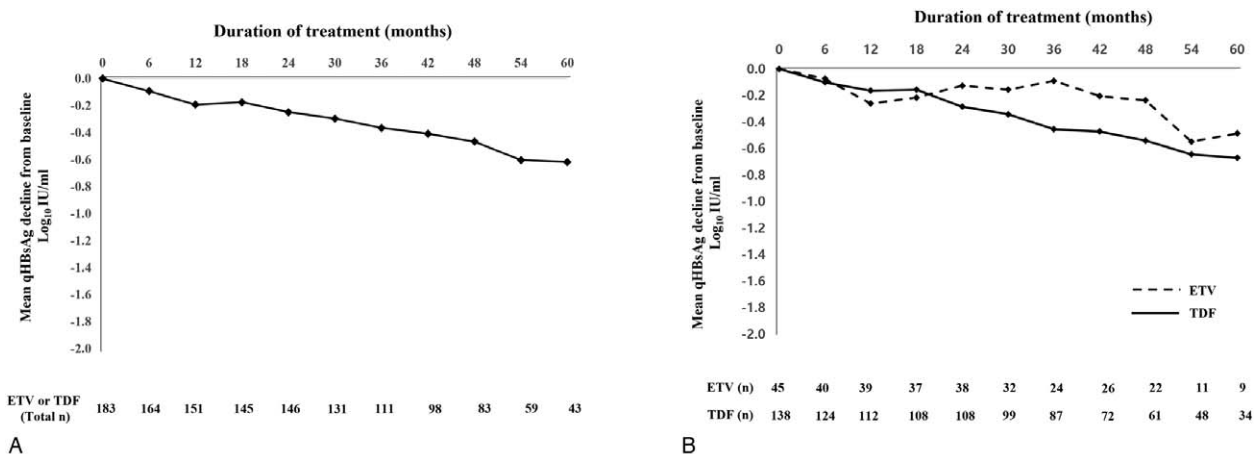 Duration of treatment (months)
0 6 12 18 24 30 36 42 48 54 60
0.0
-0.2
-0.4
-0.6
-0.8
-1.0
-1.2
-1.4
-1.6
-1.8
-2.0
Mean qHBsAg decline from baseline
Log₁₀ IU/ml
ETV or TDF
(Total n)
183 164 151 145 146 131 111 98 83 59 43
A
Duration of treatment (months)
0 6 12 18 24 30 36 42 48 54 60
0.0
-0.2
-0.4
-0.6
-0.8
-1.0
-1.2
-1.4
-1.6
-1.8
-2.0
Mean qHBsAg decline from baseline
Log₁₀ IU/ml
ETV
TDF
ETV (n) 45 40 39 37 38 32 24 26 22 11 9
TDF (n) 138 124 112 108 108 99 87 72 61 48 34
B